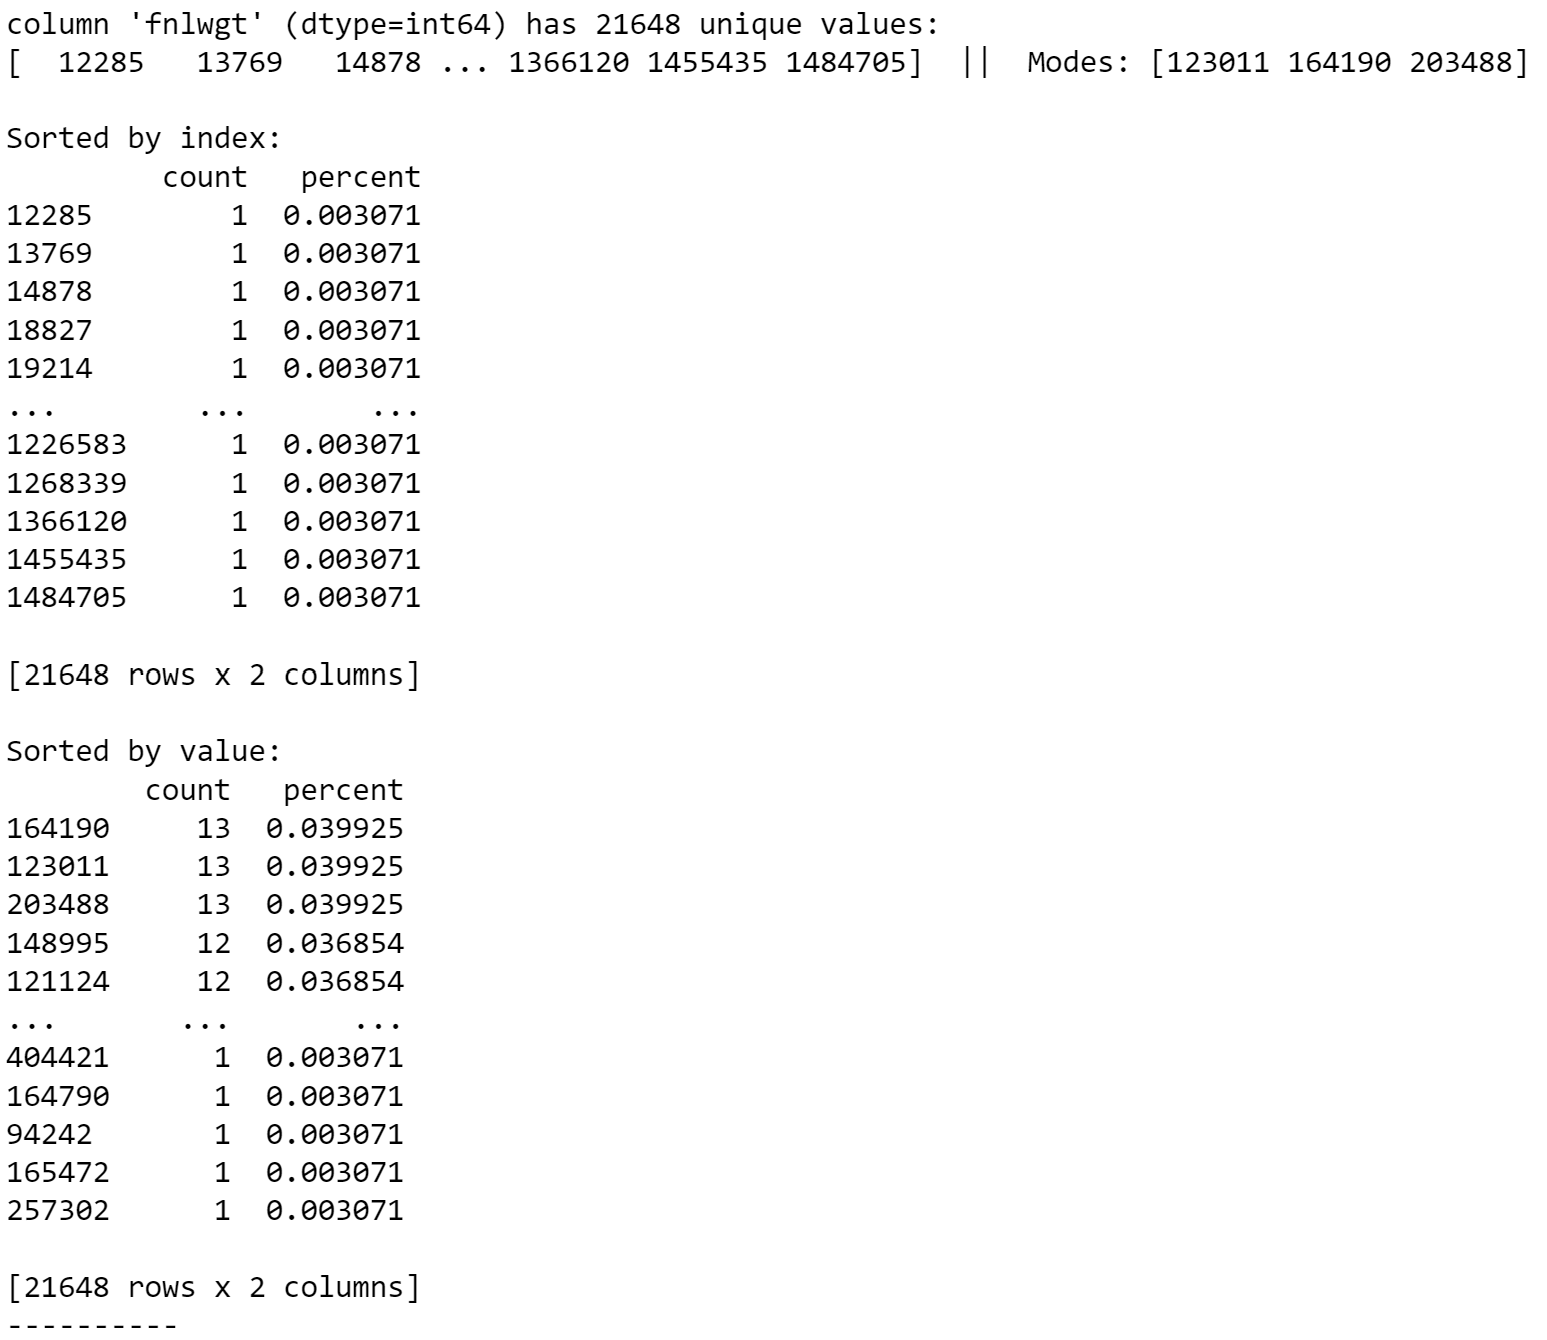 column 'fnlwgt' (dtype=int64) has 21648 unique values:
[  12285   13769   14878 ... 1366120 1455435 1484705]  ||  Modes: [123011 164190 203488]

Sorted by index:
         count   percent
12285        1  0.003071
13769        1  0.003071
14878        1  0.003071
18827        1  0.003071
19214        1  0.003071
...        ...       ...
1226583      1  0.003071
1268339      1  0.003071
1366120      1  0.003071
1455435      1  0.003071
1484705      1  0.003071

[21648 rows x 2 columns]

Sorted by value:
        count   percent
164190     13  0.039925
123011     13  0.039925
203488     13  0.039925
148995     12  0.036854
121124     12  0.036854
...       ...       ...
404421      1  0.003071
164790      1  0.003071
94242       1  0.003071
165472      1  0.003071
257302      1  0.003071

[21648 rows x 2 columns]
----------